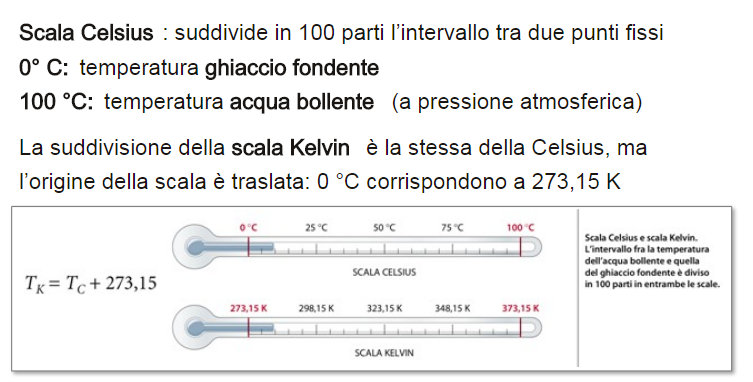 Scala Celsius : suddivide in 100 parti l'intervallo tra due punti fissi
0° C: temperatura ghiaccio fondente
100 °C: temperatura acqua bollente (a pressione atmosferica)
La suddivisione della scala Kelvin è la stessa della Celsius, ma
l'origine della scala è traslata: 0 °C corrispondono a 273,15 K
T_K = T_C + 273,15
0 °C 25 °C 50 °C 75 °C 100 °C
SCALA CELSIUS
273,15 K 298,15 K 323,15 K 348,15 K 373,15 K
SCALA KELVIN
Scala Celsius e scala Kelvin.
L'intervallo fra la temperatura
dell'acqua bollente e quella
del ghiaccio fondente è diviso
in 100 parti in entrambe le scale.